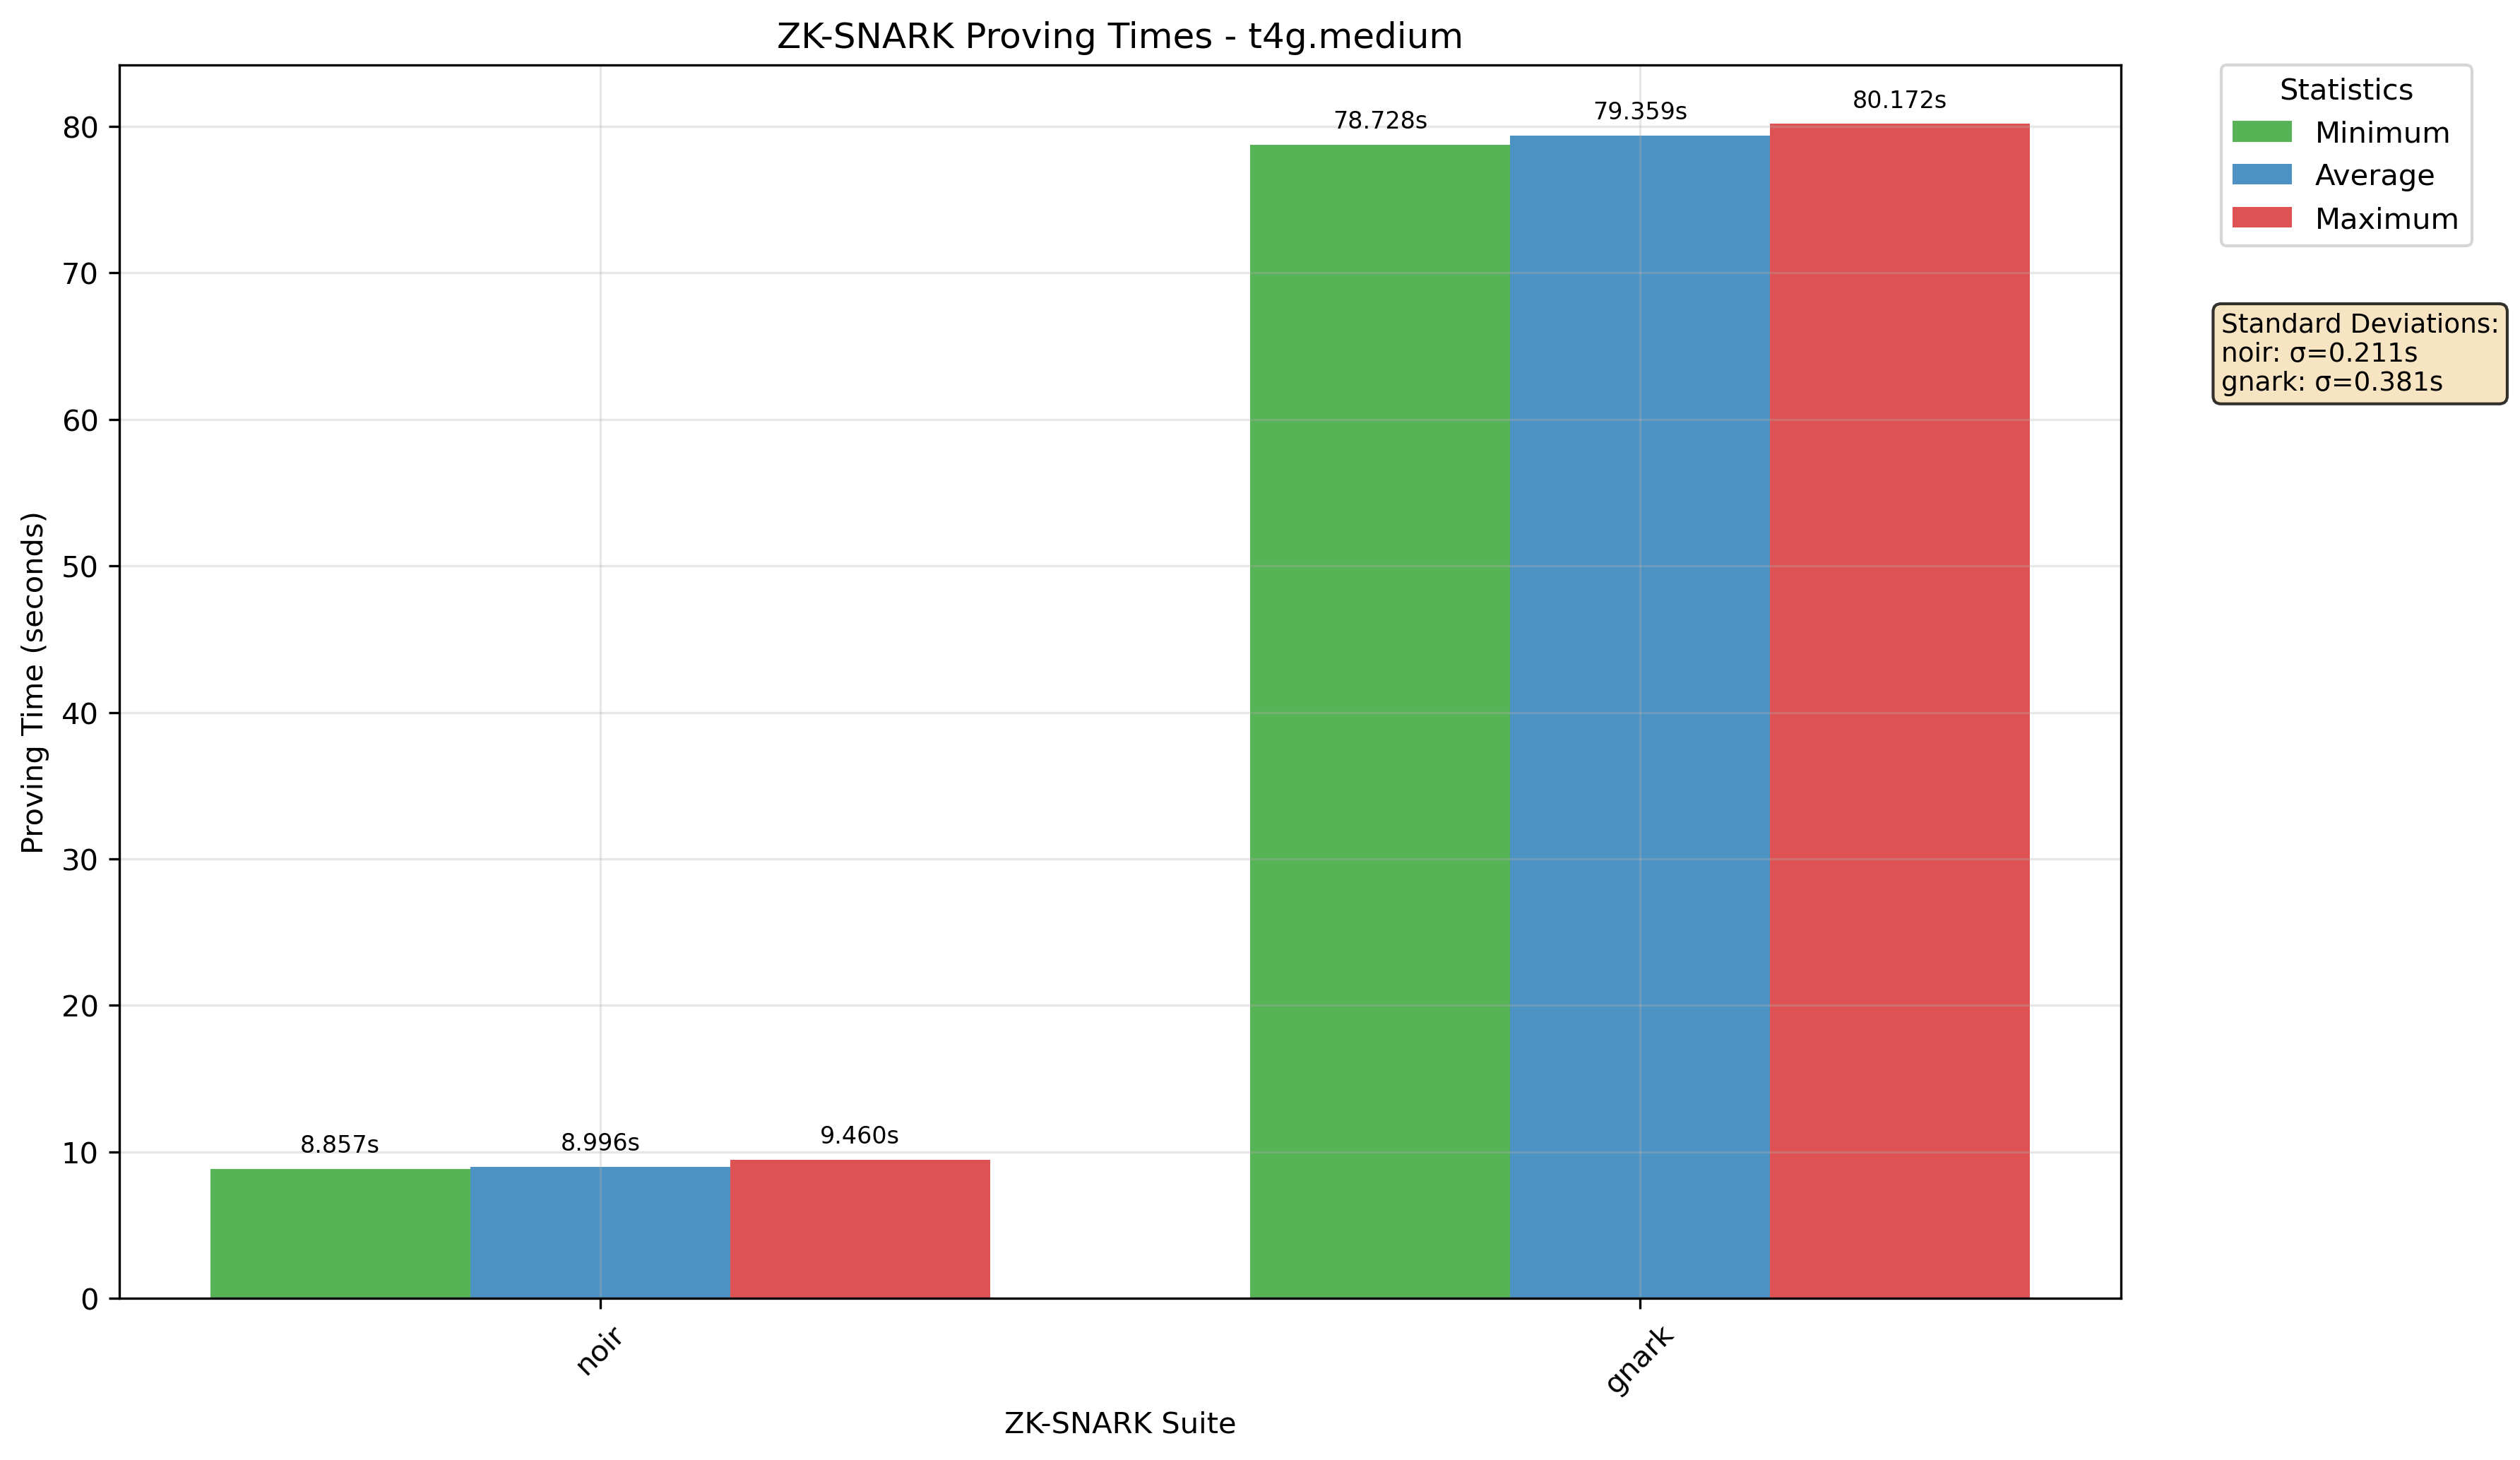 ZK-SNARK Proving Times - t4g.medium
Statistics
Minimum
Average
Maximum
Standard Deviations:
noir: σ=0.211s
gnark: σ=0.381s
Proving Time (seconds)
80
70
60
50
40
30
20
10
0
8.857s
8.996s
9.460s
78.728s
79.359s
80.172s
noir
gnark
ZK-SNARK Suite